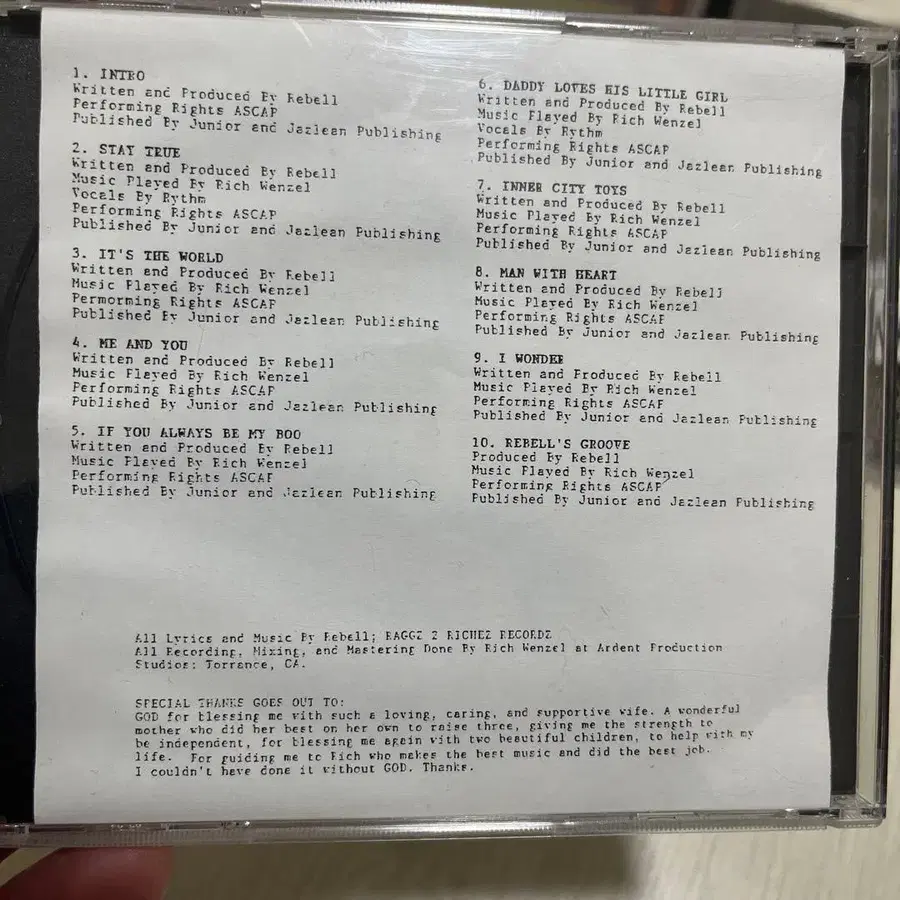 1. INTRO
Written and Produced By Rebell
Performing Rights ASCAP
Published By Junior and Jazlean Publishing
2. STAY TRUE
Written and Produced By Rebell
Music Played By Rich Wenzel
Vocals By Rythm
Performing Rights ASCAP
Published By Junior and Jazlean Publishing
3. IT'S THE WORLD
Written and Produced By Rebell
Music Played By Rich Wenzel
Permorming Rights ASCAP
Published By Junior and Jazlean Publishing
4. ME AND YOU
Written and Produced By Rebell
Music Played By Rich Wenzel
Performing Rights ASCAP
Published By Junior and Jazlean Publishing
5. IF YOU ALWAYS BE MY BOO
Written and Produced By Rebell
Music Played By Rich Wenzel
Performing Rights ASCAP
Published By Junior and Jazlean Publishing
6. DADDY LOVES HIS LITTLE GIRL
Written and Produced By Rebell
Music Played By Rich Wenzel
Vocals By Rythm
Performing Rights ASCAP
Published By Junior and Jazlean Publishing
7. INNER CITY TOYS
Written and Produced By Rebell
Music Played By Rich Wenzel
Performing Rights ASCAP
Published By Junior and Jazlean Publishing
8. MAN WITH HEART
Written and Produced By Rebell
Music Played By Rich Wenzel
Performing Rights ASCAP
Published By Junior and Jazlean Publishing
9. I WONDER
Written and Produced By Rebell
Music Played By Rich Wenzel
Performing Rights ASCAP
Published By Junior and Jazlean Publishing
10. REBELL'S GROOVE
Produced By Rebell
Music Played By Rich Wenzel
Performing Rights ASCAP
Published By Junior and Jazlean Publishing
All Lyrics and Music By Rebell; RAGGZ 2 RICHEZ RECORDZ
All Recording, Mixing, and Mastering Done By Rich Wenzel at Ardent Production
Studios; Torrance, CA.
SPECIAL THANKS GOES OUT TO:
GOD for blessing me with such a loving, caring, and supportive wife. A wonderful
mother who did her best on her own to raise three, giving me the strength to
be independent, for blessing me again with two beautiful children, to help with my
life. For guiding me to Rich who makes the best music and did the best job.
I couldn't have done it without GOD. Thanks.